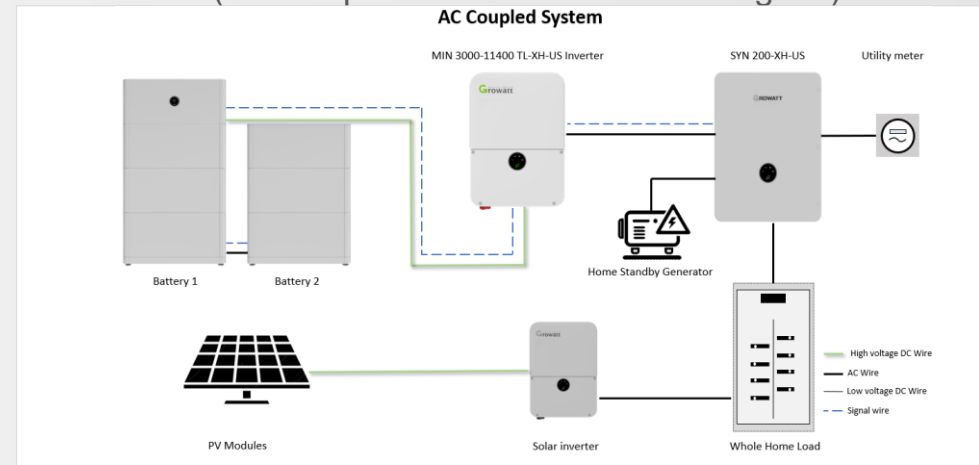 AC Coupled System
MIN 3000-11400 TL-XH-US Inverter
SYN 200-XH-US
Utility meter
Growatt
GROWATT
Home Standby Generator
Battery 1
Battery 2
Growatt
High voltage DC Wire
AC Wire
Low voltage DC Wire
Signal wire
PV Modules
Solar inverter
Whole Home Load